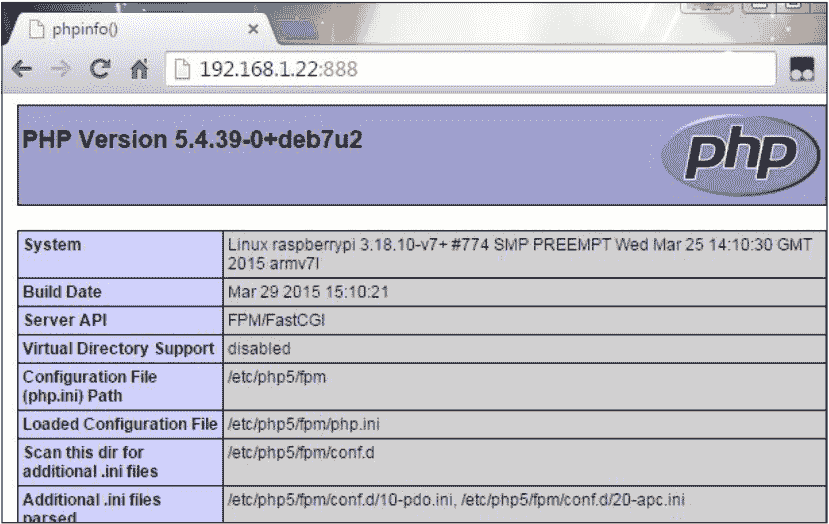 phpinfo()
192.168.1.22:888
PHP Version 5.4.39-0+deb7u2
php
System
Linux raspberrypi 3.18.10-v7+ #774 SMP PREEMPT Wed Mar 25 14:10:30 GMT
2015 armv7l
Build Date
Mar 29 2015 15:10:21
Server API
FPM/FastCGI
Virtual Directory Support
disabled
Configuration File
(php.ini) Path
/etc/php5/fpm
Loaded Configuration File
/etc/php5/fpm/php.ini
Scan this dir for
additional .ini files
/etc/php5/fpm/conf.d
Additional .ini files
parsed
/etc/php5/fpm/conf.d/10-pdo.ini, /etc/php5/fpm/conf.d/20-apc.ini